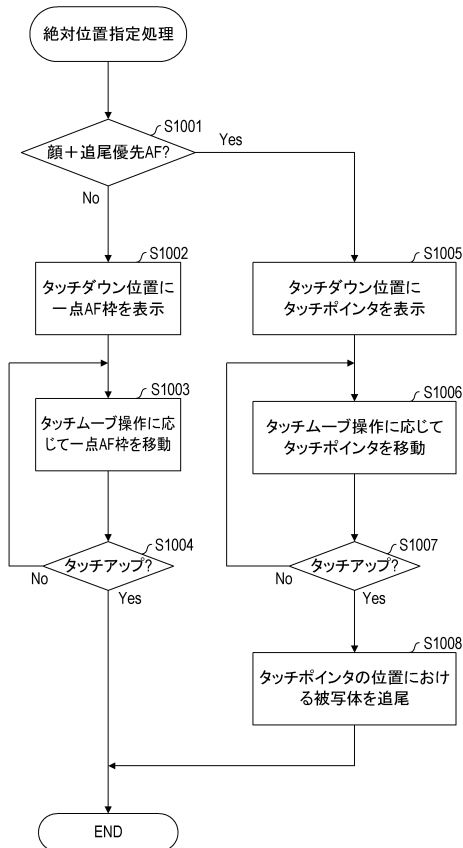 絶対位置指定処理
S1001
顔＋追尾優先AF?
Yes
No
S1002
タッチダウン位置に
一点AF枠を表示
S1003
タッチムーブ操作に応
じて一点AF枠を移動
S1004
タッチアップ?
No
Yes
S1005
タッチダウン位置に
タッチポインタを表示
S1006
タッチムーブ操作に応じて
タッチポインタを移動
S1007
タッチアップ?
No
Yes
S1008
タッチポインタの位置におけ
る被写体を追尾
END